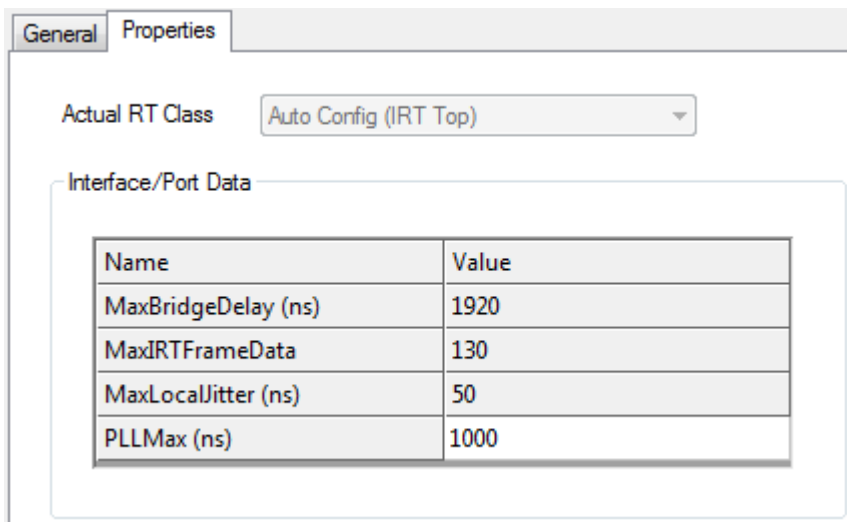 General Properties
Actual RT Class Auto Config (IRT Top)
Interface/Port Data
Name Value
MaxBridgeDelay (ns) 1920
MaxIRTFrameData 130
MaxLocalJitter (ns) 50
PLLMax (ns) 1000